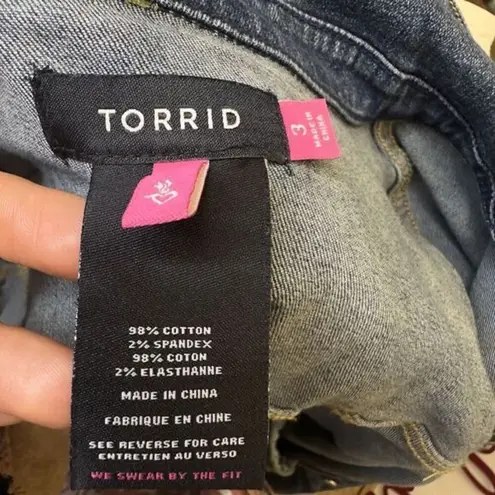 TORRID
3
MADE IN
CHINA
98% COTTON
2% SPANDEX
98% COTON
2% ELASTHANNE
MADE IN CHINA
FABRIQUE EN CHINE
SEE REVERSE FOR CARE
ENTRETIEN AU VERSO
WE SWEAR BY THE FIT